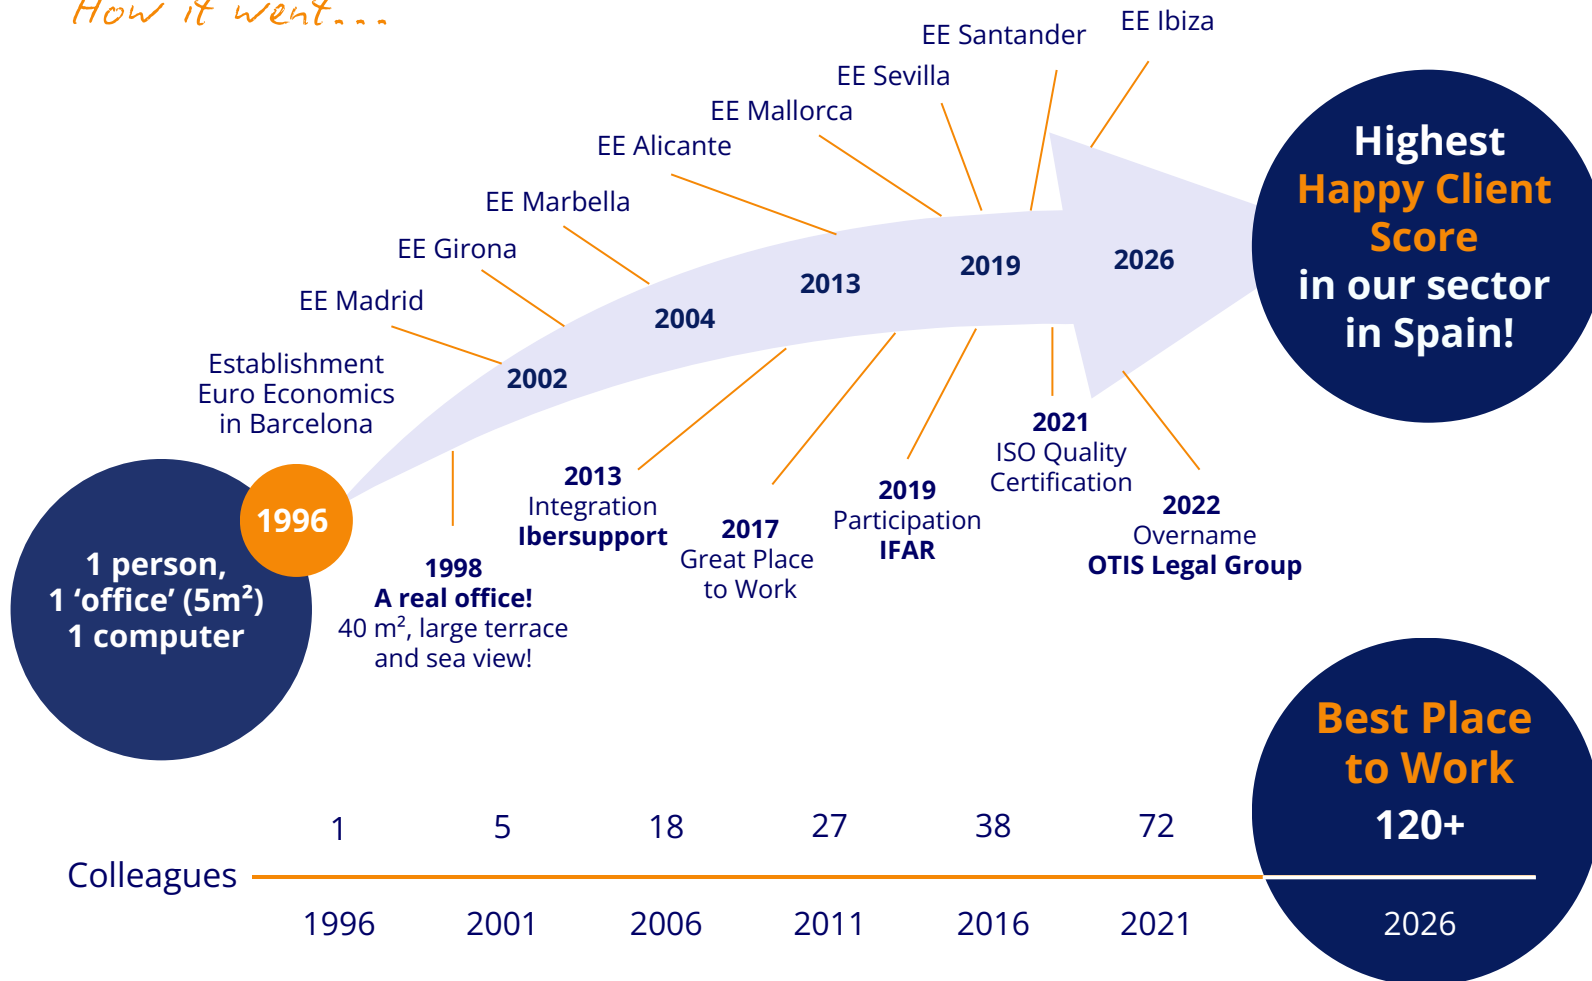 How it went...
EE Ibiza
EE Santander
EE Sevilla
EE Mallorca
EE Alicante
EE Marbella
EE Girona
EE Madrid
Establishment
Euro Economics
in Barcelona
1996
1 person,
1 ‘office’ (5m²)
1 computer
2002
2004
2013
2019
2026
Highest
Happy Client
Score
in our sector
in Spain!
1998
A real office!
40 m², large terrace
and sea view!
2013
Integration
Ibersupport
2017
Great Place
to Work
2019
Participation
IFAR
2021
ISO Quality
Certification
2022
Overname
OTIS Legal Group
Best Place
to Work
120+
1 5 18 27 38 72
Colleagues
1996 2001 2006 2011 2016 2021 2026